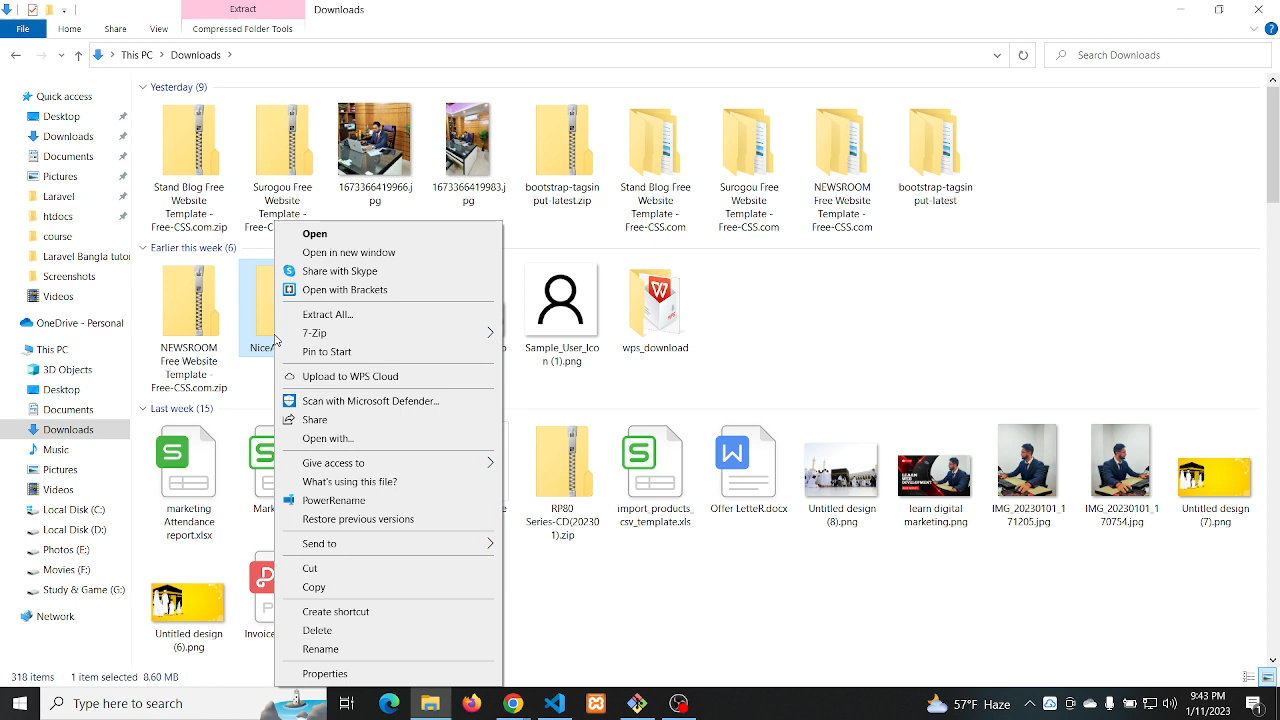 Extract
Downloads
File
Home
Share
View
Compressed Folder Tools
This PC
Downloads
Search Downloads
Quick access
Desktop
Downloads
Documents
Pictures
Laravel
htdocs
course
Laravel Bangla tutor
Screenshots
Videos
OneDrive - Personal
This PC
3D Objects
Desktop
Documents
Downloads
Music
Pictures
Videos
Local Disk (C:)
Local Disk (D:)
Photos (E:)
Movies (F:)
Study & Game (G:)
Network
Yesterday (9)
Stand Blog Free
Website
Template -
Free-CSS.com.zip
Surogou Free
Website
Template -
Free-C
1673366419966.j
pg
1673366419983.j
pg
bootstrap-tagsin
put-latest.zip
Stand Blog Free
Website
Template -
Free-CSS.com
Surogou Free
Website
Template -
Free-CSS.com
NEWSROOM
Free Website
Template -
Free-CSS.com
bootstrap-tagsin
put-latest
Earlier this week (6)
NEWSROOM
Free Website
Template -
Free-CSS.com.zip
NiceA
Sample_User_Ico
n (1).png
wps_download
Last week (15)
marketing
Attendance
report.xlsx
Mark
RP80
Series-CD(20230
1).zip
import_products_
csv_template.xls
Offer LetteR.docx
Untitled design
(8).png
learn digital
marketing.png
IMG_20230101_1
71205.jpg
IMG_20230101_1
70754.jpg
Untitled design
(7).png
Untitled design
(6).png
Invoice
Open
Open in new window
Share with Skype
Open with Brackets
Extract All...
7-Zip
Pin to Start
Upload to WPS Cloud
Scan with Microsoft Defender...
Share
Open with...
Give access to
What's using this file?
PowerRename
Restore previous versions
Send to
Cut
Copy
Create shortcut
Delete
Rename
Properties
318 items
1 item selected 8.60 MB
Type here to search
57°F Haze
9:43 PM
1/11/2023